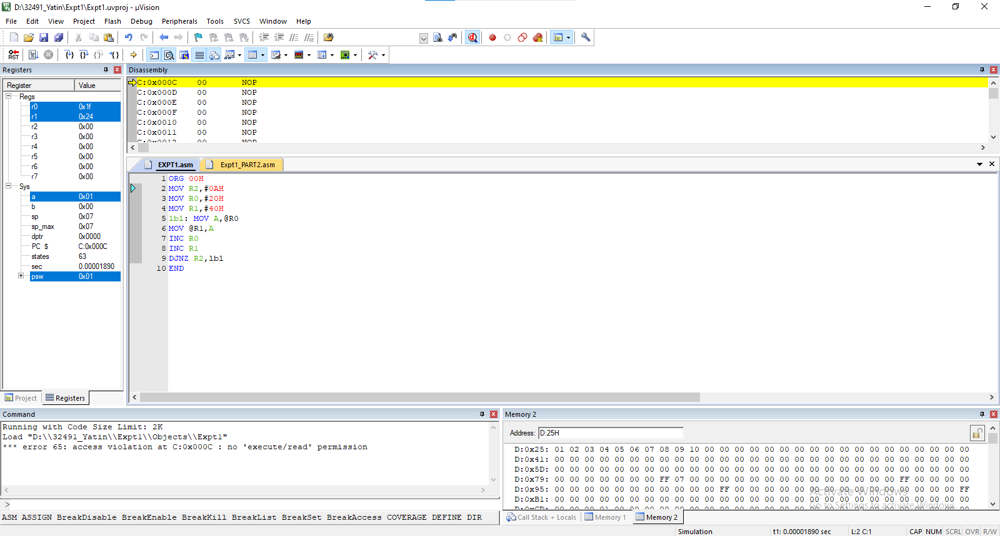 D:\32491_Yatin\Expt1\Expt1.uvproj - µVision
File Edit View Project Flash Debug Peripherals Tools SVCS Window Help
RST
Registers
Register Value
Regs
r0 0x1f
r1 0x24
r2 0x00
r3 0x00
r4 0x00
r5 0x00
r6 0x00
r7 0x00
Sys
a 0x01
b 0x00
sp 0x07
sp_max 0x07
dptr 0x0000
PC $ C:0x000C
states 63
sec 0.00001890
psw 0x01
Project Registers
Disassembly
C:0x000C 00 NOP
C:0x000D 00 NOP
C:0x000E 00 NOP
C:0x000F 00 NOP
C:0x0010 00 NOP
C:0x0011 00 NOP
C:0x0012 00 NOP
EXPT1.asm Expt1_PART2.asm
1 ORG 00H
2 MOV R2,#0AH
3 MOV R0,#20H
4 MOV R1,#40H
5 lbl: MOV A,@R0
6 MOV @R1,A
7 INC R0
8 INC R1
9 DJNZ R2,lbl
10 END
Command
Running with Code Size Limit: 2K
Load "D:\\32491_Yatin\\Expt1\\Objects\\Expt1"
*** error 65: access violation at C:0x000C : no 'execute/read' permission
>
ASM ASSIGN BreakDisable BreakEnable BreakKill BreakList BreakSet BreakAccess COVERAGE DEFINE DIR
Memory 2
Address: D:25H
D:0x25: 01 02 03 04 05 06 07 08 09 10 00 00 00 00 00 00 00 00 00 00 00 00 00 00 00 00 00 00
D:0x41: 00 00 00 00 00 00 00 00 00 00 00 00 00 00 00 00 00 00 00 00 00 00 00 00 00 00 00 00
D:0x5D: 00 00 00 00 00 00 00 00 00 00 00 00 00 00 00 00 00 00 00 00 00 00 00 00 00 00 00 00
D:0x79: 00 00 00 00 00 00 00 FF 07 00 00 00 00 00 00 00 00 00 00 00 00 00 00 FF 00 00 00 00
D:0x95: 00 00 00 00 00 00 00 00 00 00 00 FF 00 00 00 00 00 00 00 00 00 00 00 00 00 00 00 FF
D:0xB1: 00 00 00 00 00 00 00 00 00 00 00 00 00 00 00 00 00 00 00 00 00 00 00 00 00 00 00 00
Activate Windows
Go to Settings to activate Windows.
Call Stack + Locals Memory 1 Memory 2
Simulation t1: 0.00001890 sec L:2 C:1 CAP NUM SCRL OVR R/W